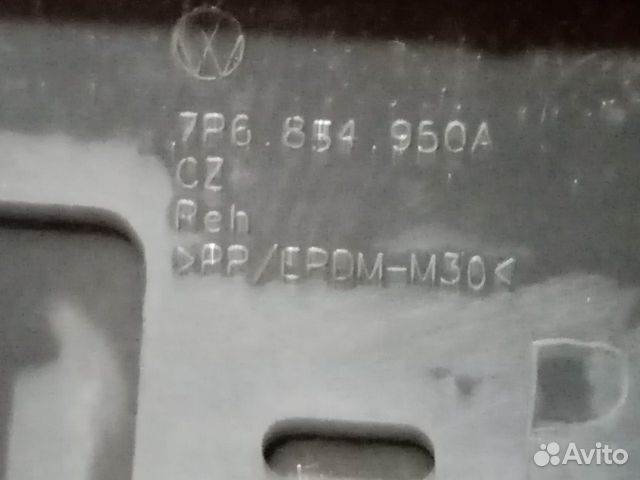 7P6.854.950A
CZ
Reh
>PP/EPDM-M30<
Avito